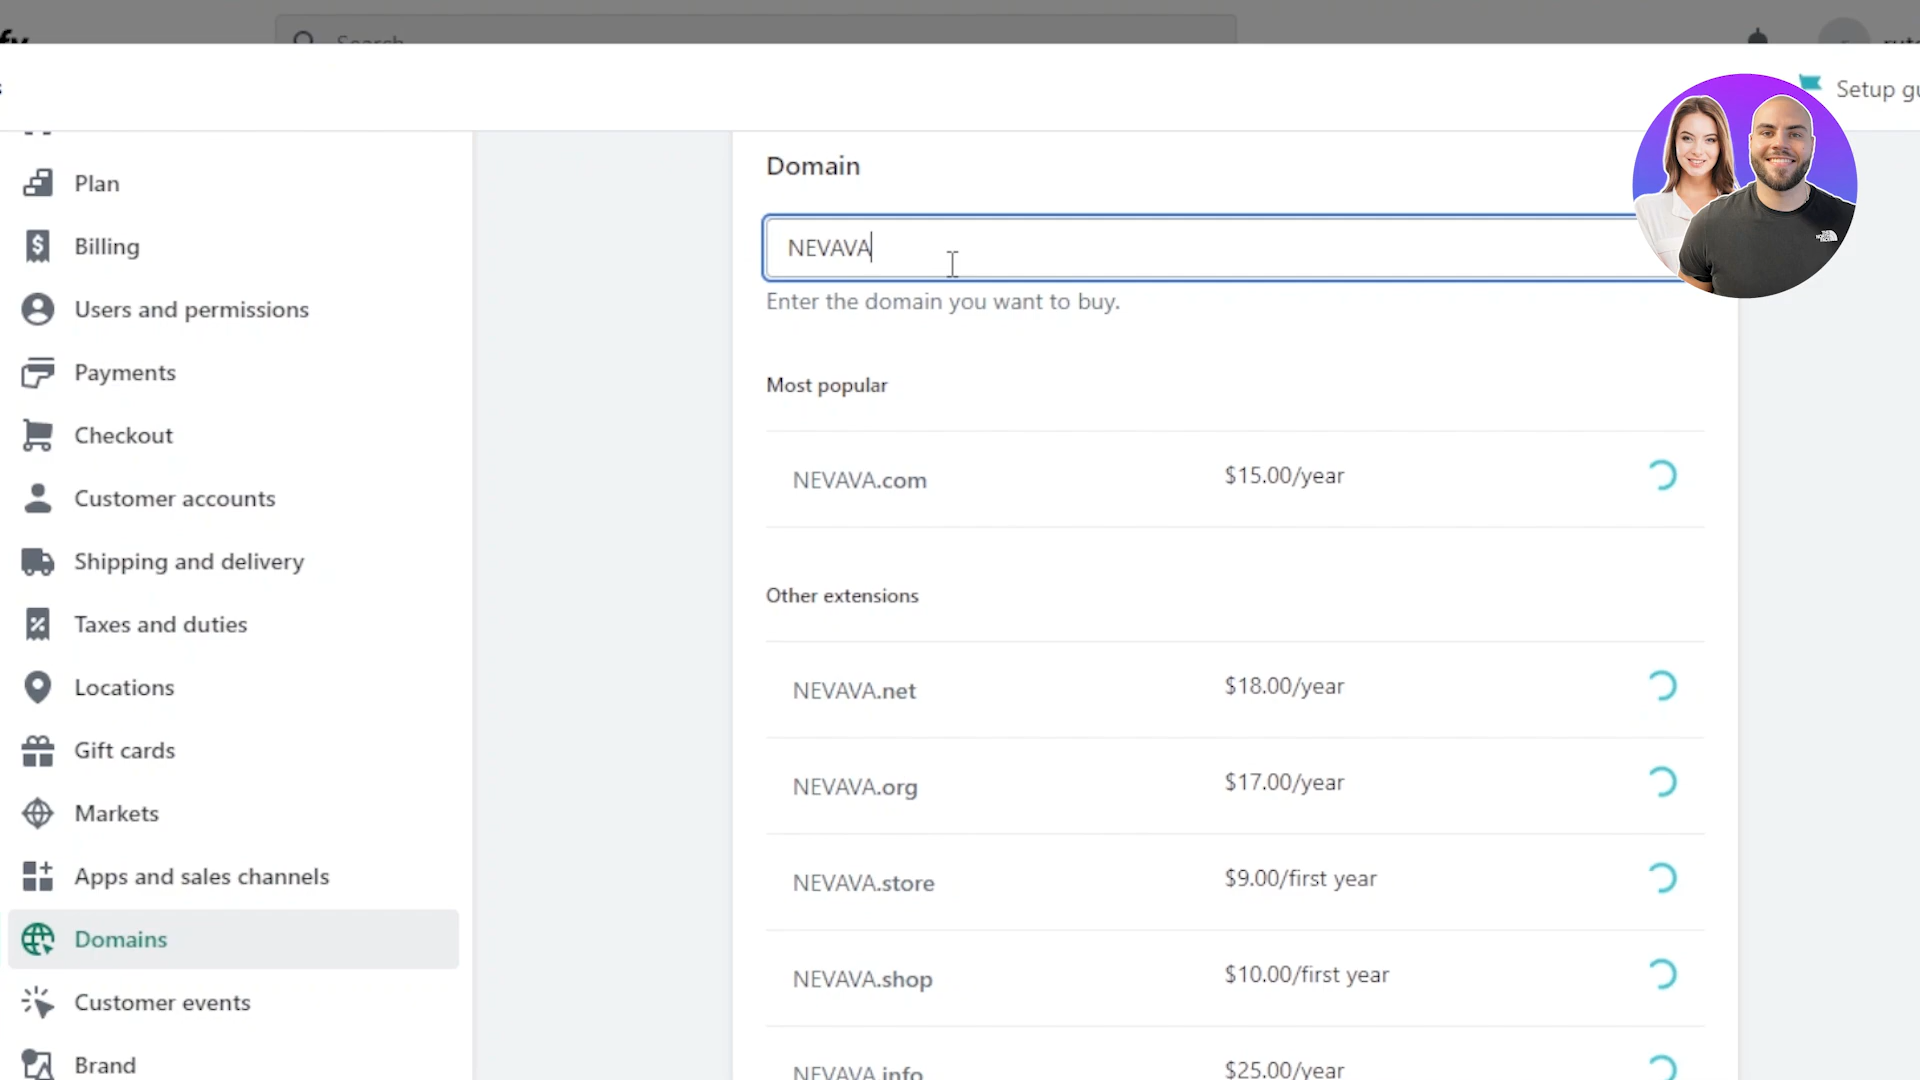 Search
Setup gu
Plan
Billing
Users and permissions
Payments
Checkout
Customer accounts
Shipping and delivery
Taxes and duties
Locations
Gift cards
Markets
Apps and sales channels
Domains
Customer events
Brand
Domain
NEVAVA
Enter the domain you want to buy.
Most popular
NEVAVA.com $15.00/year
Other extensions
NEVAVA.net $18.00/year
NEVAVA.org $17.00/year
NEVAVA.store $9.00/first year
NEVAVA.shop $10.00/first year
NEVAVA.info $25.00/year